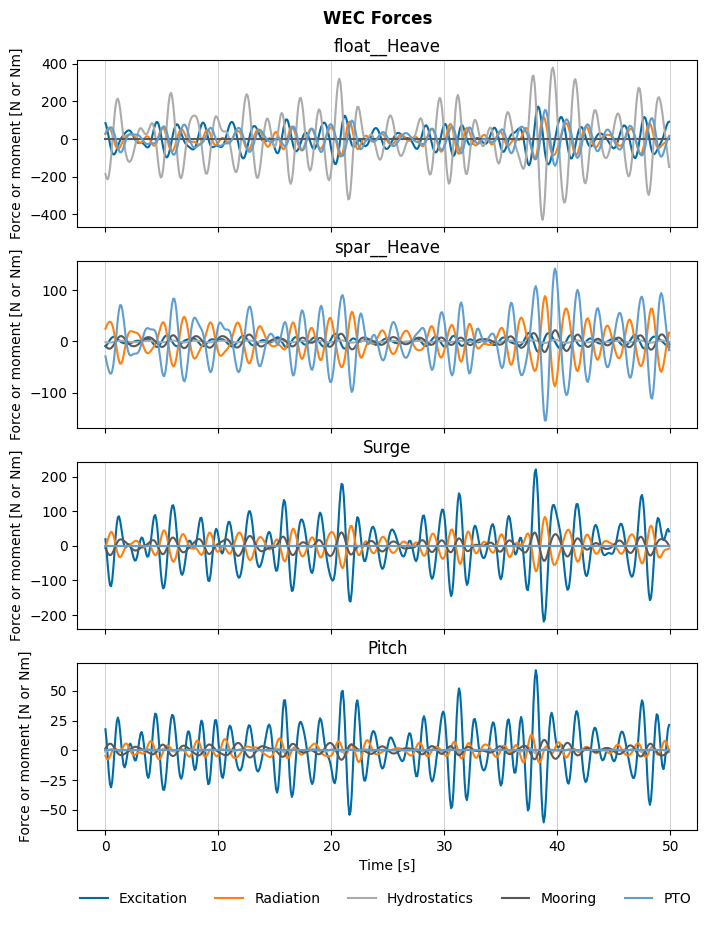 WEC Forces
float__Heave
Force or moment [N or Nm]
400
200
0
−200
−400
spar__Heave
Force or moment [N or Nm]
100
0
−100
Surge
Force or moment [N or Nm]
200
100
0
−100
−200
Pitch
Force or moment [N or Nm]
50
25
0
−25
−50
0 10 20 30 40 50
Time [s]
Excitation Radiation Hydrostatics Mooring PTO